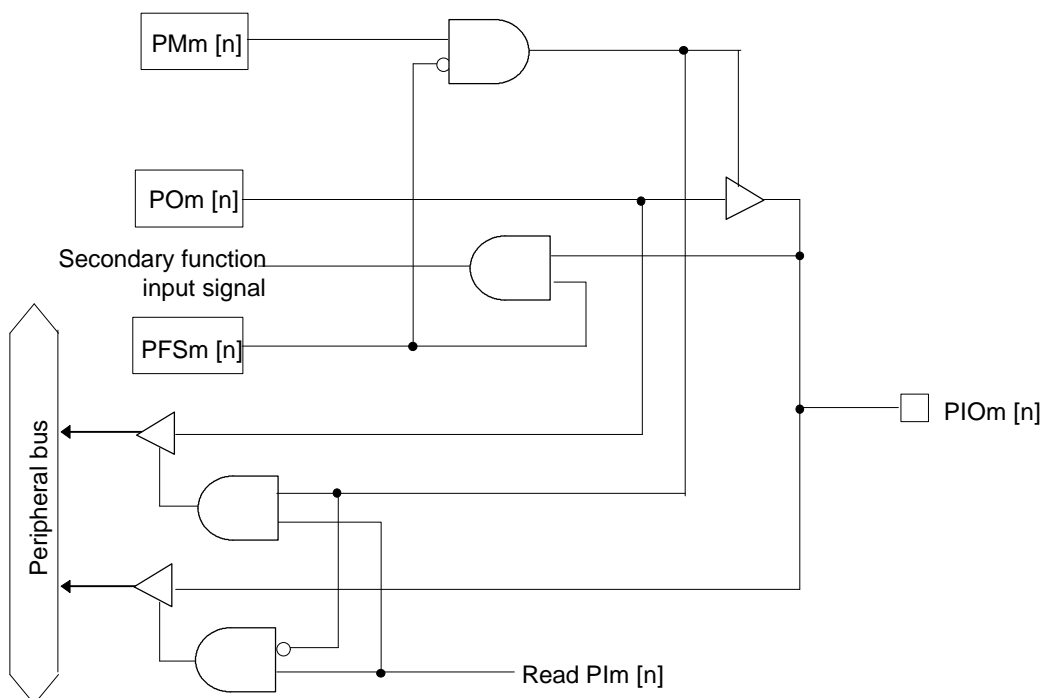 PMm [n]
POm [n]
Secondary function
input signal
PFSm [n]
PIOm [n]
Peripheral bus
Read PIm [n]